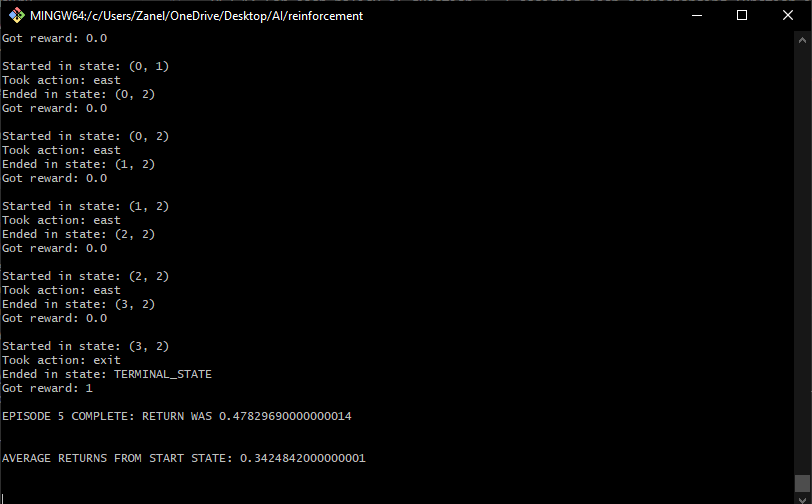 MINGW64:/c/Users/Zanel/OneDrive/Desktop/AI/reinforcement
Got reward: 0.0
Started in state: (0, 1)
Took action: east
Ended in state: (0, 2)
Got reward: 0.0
Started in state: (0, 2)
Took action: east
Ended in state: (1, 2)
Got reward: 0.0
Started in state: (1, 2)
Took action: east
Ended in state: (2, 2)
Got reward: 0.0
Started in state: (2, 2)
Took action: east
Ended in state: (3, 2)
Got reward: 0.0
Started in state: (3, 2)
Took action: exit
Ended in state: TERMINAL_STATE
Got reward: 1
EPISODE 5 COMPLETE: RETURN WAS 0.47829690000000014
AVERAGE RETURNS FROM START STATE: 0.3424842000000001